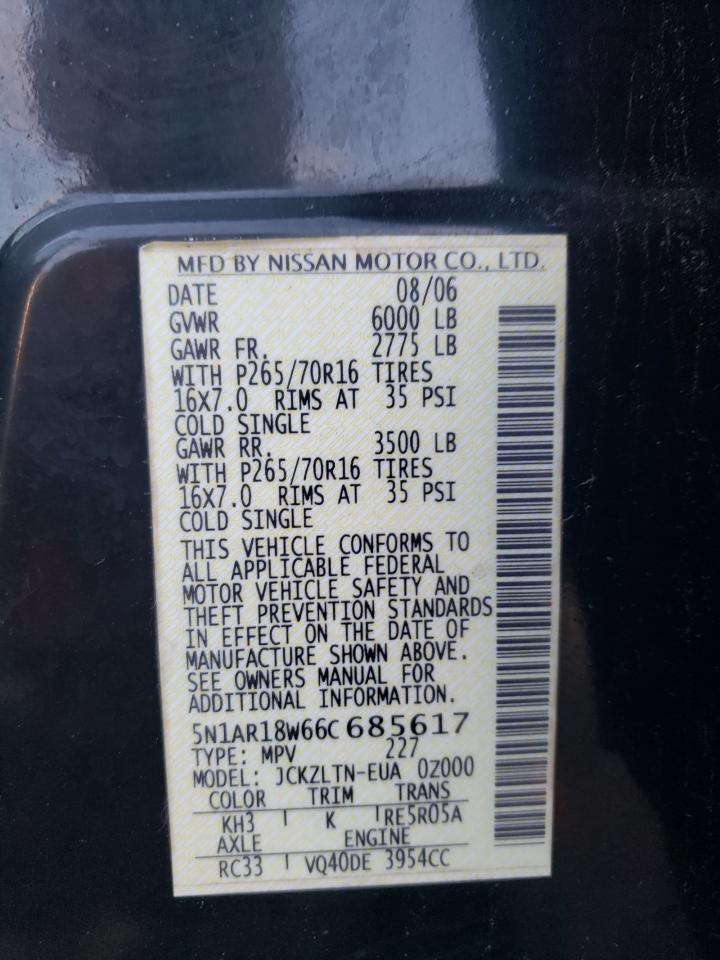 MFD BY NISSAN MOTOR CO., LTD.
DATE 08/06
GVWR 6000 LB
GAWR FR. 2775 LB
WITH P265/70R16 TIRES
16X7.0 RIMS AT 35 PSI
COLD SINGLE
GAWR RR. 3500 LB
WITH P265/70R16 TIRES
16X7.0 RIMS AT 35 PSI
COLD SINGLE
THIS VEHICLE CONFORMS TO
ALL APPLICABLE FEDERAL
MOTOR VEHICLE SAFETY AND
THEFT PREVENTION STANDARDS
IN EFFECT ON THE DATE OF
MANUFACTURE SHOWN ABOVE.
SEE OWNERS MANUAL FOR
ADDITIONAL INFORMATION.
5N1AR18W66C 685617
TYPE: MPV 227
MODEL: JCKZLTN-EUA 0Z000
COLOR TRIM TRANS
KH3 K RE5R05A
AXLE ENGINE
RC33 VQ40DE 3954CC